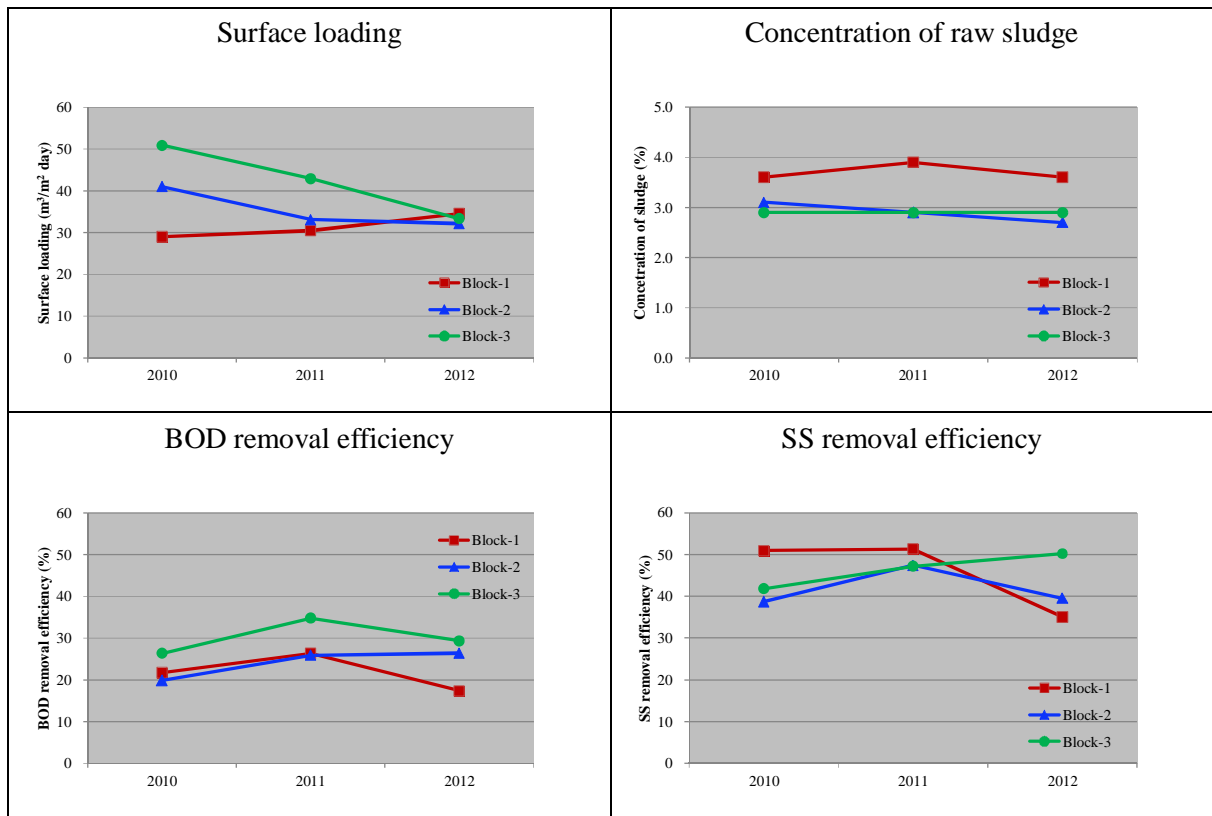 Surface loading
60
50
40
30
20
10
0
Surface loading (m³/m² day)
Block-1
Block-2
Block-3
2010 2011 2012
Concentration of raw sludge
5.0
4.0
3.0
2.0
1.0
0.0
Concetration of sludge (%)
Block-1
Block-2
Block-3
2010 2011 2012
BOD removal efficiency
60
50
40
30
20
10
0
BOD removal efficiency (%)
Block-1
Block-2
Block-3
2010 2011 2012
SS removal efficiency
60
50
40
30
20
10
0
SS removal efficiency (%)
Block-1
Block-2
Block-3
2010 2011 2012